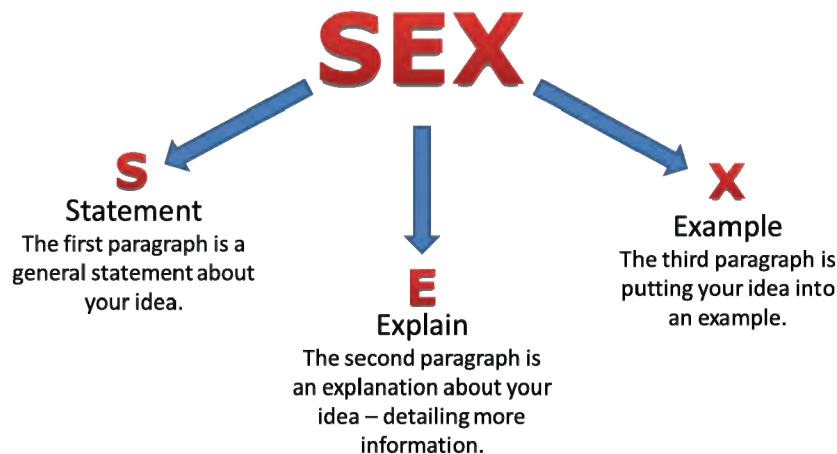 SEX
S
Statement
The first paragraph is a
general statement about
your idea.
E
Explain
The second paragraph is
an explanation about your
idea – detailing more
information.
X
Example
The third paragraph is
putting your idea into
an example.